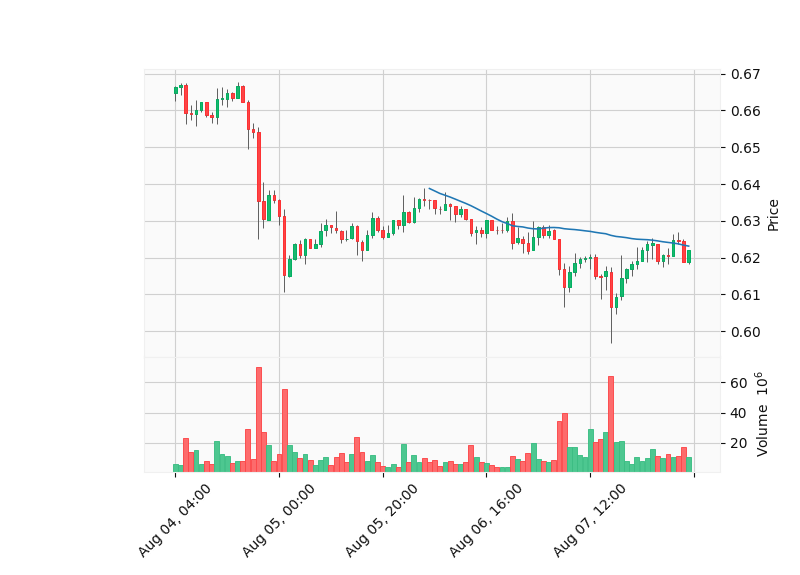 0.67
0.66
0.65
0.64
0.63
0.62
0.61
0.60
Price
60
40
20
Volume 10^6
Aug 04, 04:00
Aug 05, 00:00
Aug 05, 20:00
Aug 06, 16:00
Aug 07, 12:00